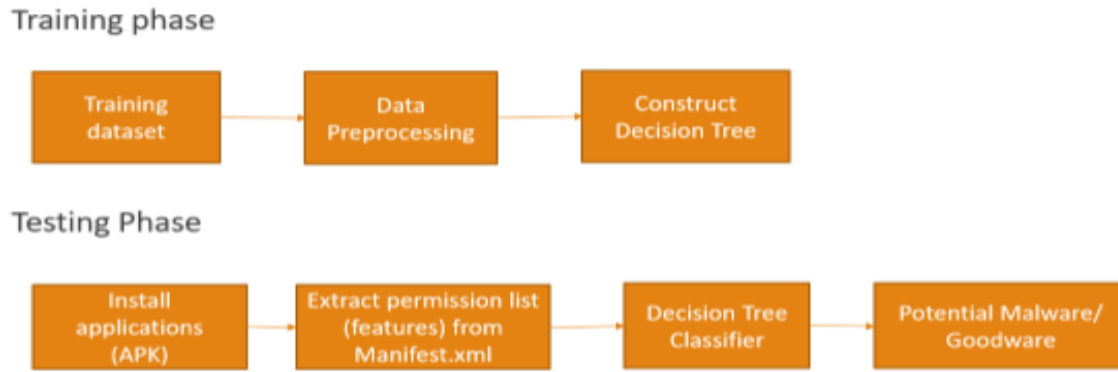 Training phase
Training
dataset
Data
Preprocessing
Construct
Decision Tree
Testing Phase
Install
applications
(APK)
Extract permission list
(features) from
Manifest.xml
Decision Tree
Classifier
Potential Malware/
Goodware